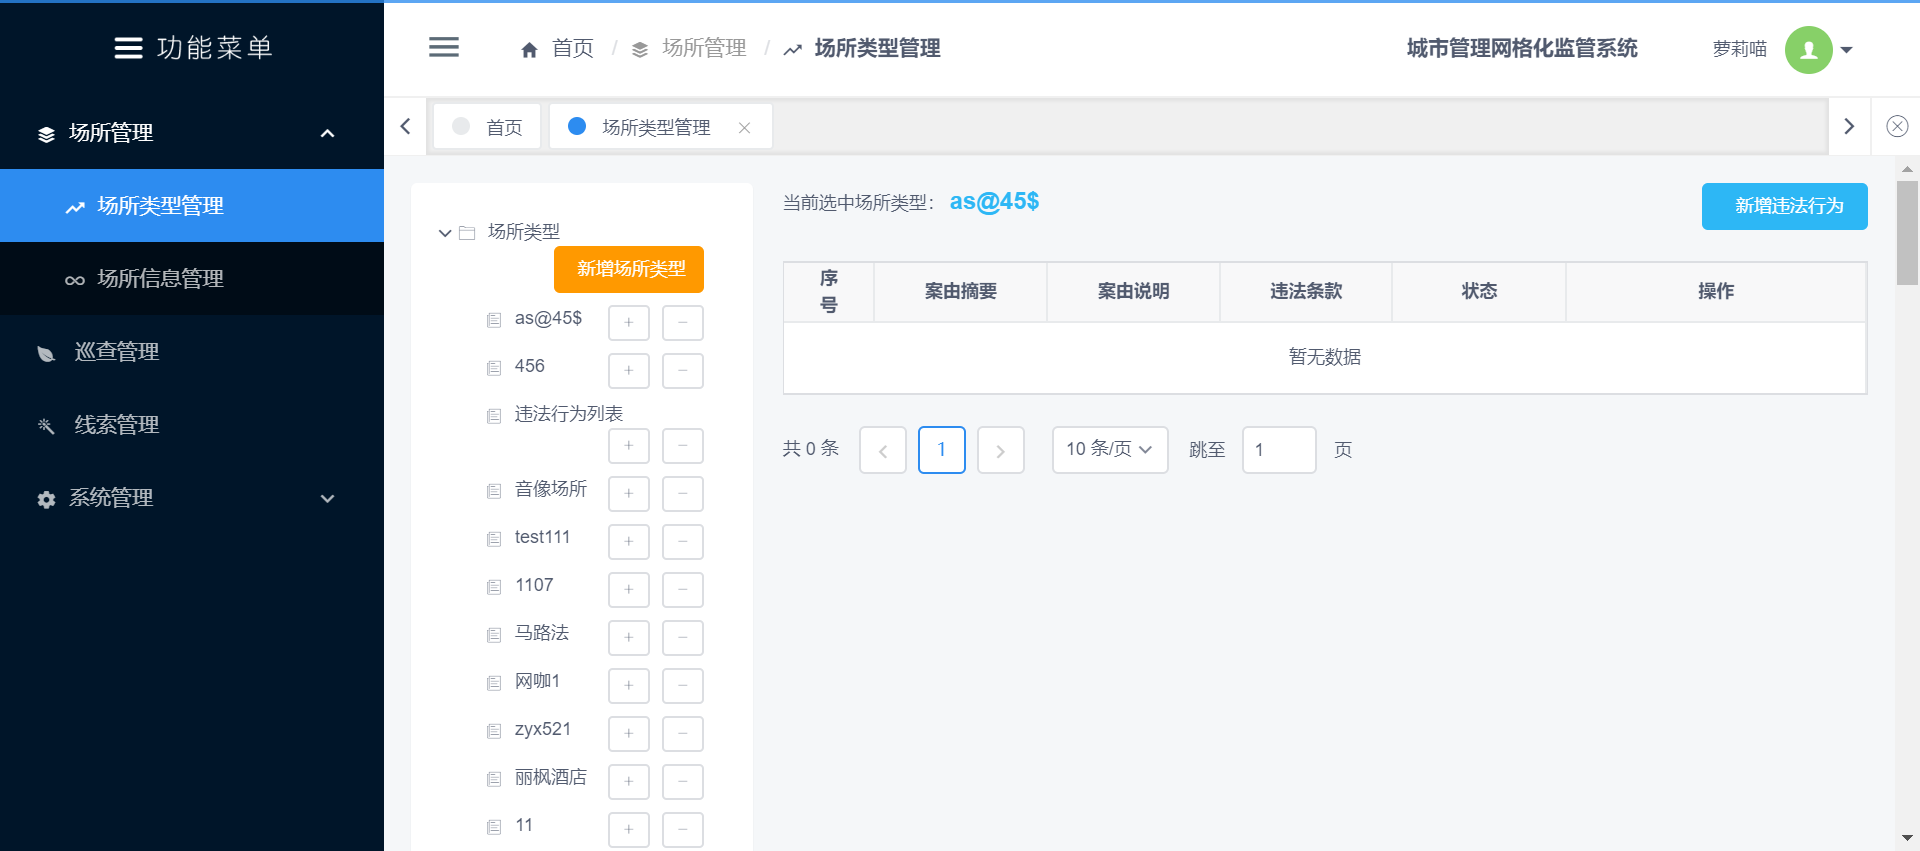 功能菜单
场所管理
场所类型管理
场所信息管理
巡查管理
线索管理
系统管理
首页 / 场所管理 / 场所类型管理
城市管理网格化监管系统
萝莉喵
首页
场所类型管理
场所类型
新增场所类型
as@45$
456
违法行为列表
音像场所
test111
1107
马路法
网咖1
zyx521
丽枫酒店
11
当前选中场所类型： as@45$
新增违法行为
序号 案由摘要 案由说明 违法条款 状态 操作
暂无数据
共 0 条 1 10 条/页 跳至 1 页